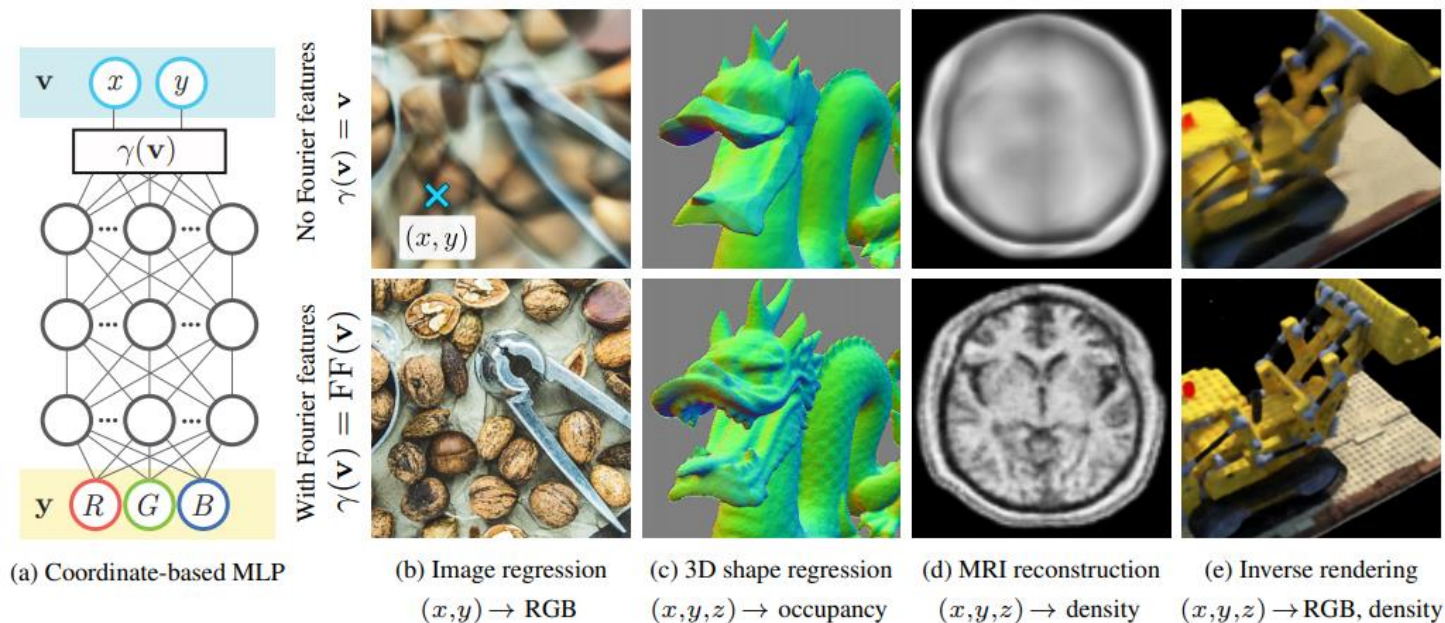 v x y
γ(v)
... ...
... ...
... ...
y R G B
(a) Coordinate-based MLP
No Fourier features
γ(v) = v
With Fourier features
γ(v) = FF(v)
(x, y)
(b) Image regression
(x,y) → RGB
(c) 3D shape regression
(x,y,z) → occupancy
(d) MRI reconstruction
(x,y,z) → density
(e) Inverse rendering
(x,y,z) → RGB, density